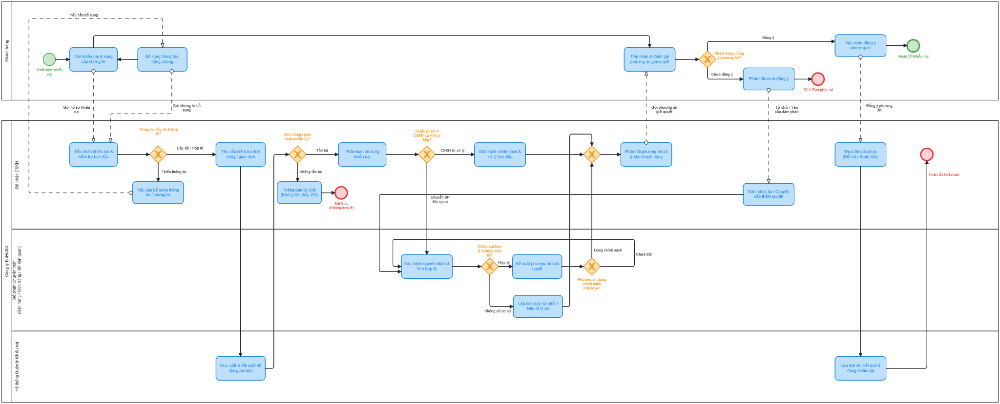 Khách hàng
Yêu cầu bổ sung
Phát sinh khiếu
nại
Gửi khiếu nại & cung
cấp chứng từ
Bổ sung thông tin /
bằng chứng
Tiếp nhận & đánh giá
phương án giải quyết
Khách hàng đồng
ý phương án?
Đồng ý
Chưa đồng ý
Xác nhận đồng ý
phương án
Hoàn tất khiếu nại
Phản hồi chưa đồng ý
Chờ đàm phán lại
Gửi hồ sơ khiếu
nại
Gửi chứng từ bổ
sung
Gửi phương án
giải quyết
Từ chối / Yêu
cầu đàm phán
Đồng ý phương
án
Công ty FAHASA
Bộ phận CSKH
Tiếp nhận khiếu nại &
kiểm tra ban đầu
Thông tin đầy đủ & hợp
lệ?
Đầy đủ / Hợp lệ
Thiếu thông tin
Yêu cầu bổ sung thông
tin / chứng từ
Yêu cầu kiểm tra đơn
hàng / giao dịch
Đơn hàng / giao
dịch có tồn tại?
Tồn tại
Không tồn tại
Thông báo từ chối
(Không tìm thấy GD)
Kết thúc
(Không hợp lệ)
Phân loại nội dung
khiếu nại
Thuộc phạm vi
CSKH xử lý trực
tiếp?
CSKH tự xử lý
Chuyển BP
liên quan
Giải thích chính sách &
xử lý trực tiếp
Phản hồi phương án xử
lý cho khách hàng
Đàm phán lại / Chuyển
cấp thẩm quyền
Thực thi giải pháp
(Đổi trả / Hoàn tiền)
Hoàn tất khiếu nại
Bộ phận Chuyên môn
(Bán hàng / Đơn hàng / BP liên quan)
Xác minh nguyên nhân &
tính hợp lệ
Khiếu nại hợp
lệ & đúng thực
tế?
Hợp lệ
Không có cơ sở
Đề xuất phương án giải
quyết
Lập biên bản từ chối /
Nêu rõ lý do
Đúng chính sách
Chưa đạt
Phương án đúng
chính sách
FAHASA?
Hệ thống Quản lý Khiếu nại
Truy xuất & đối soát dữ
liệu giao dịch
Lưu lịch sử, kết quả &
đóng khiếu nại